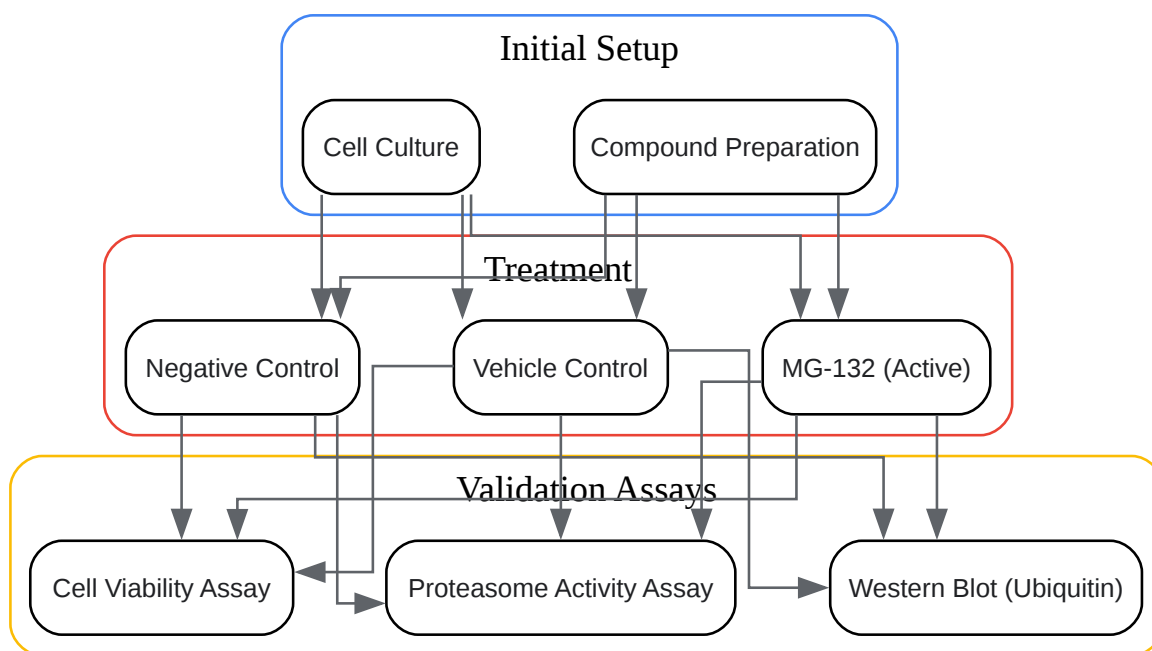 Initial Setup
Cell Culture
Compound Preparation
Treatment
Negative Control
Vehicle Control
MG-132 (Active)
Validation Assays
Cell Viability Assay
Proteasome Activity Assay
Western Blot (Ubiquitin)